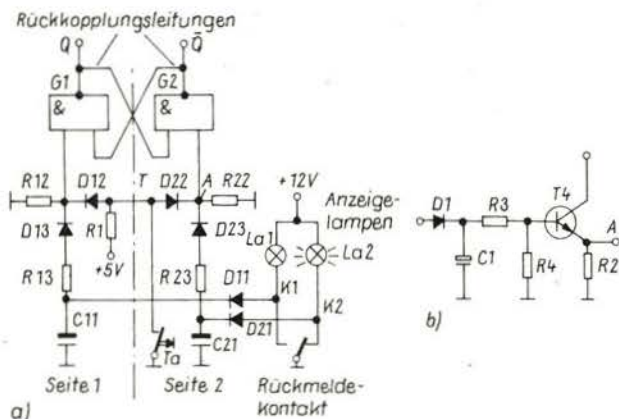 Rückkopplungsleitungen
Q Q̄
G1 G2
& &
R12 D12 T D22 A R22
D13 R1 D23
+5V
R13 R23 D11
C11 Ta C21 D21
K1
K2
+12V
Anzeige-
lampen
La1 La2
Rückmelde-
kontakt
Seite 1 Seite 2
a)
D1 R3 T4
A
C1 R4 R2
b)